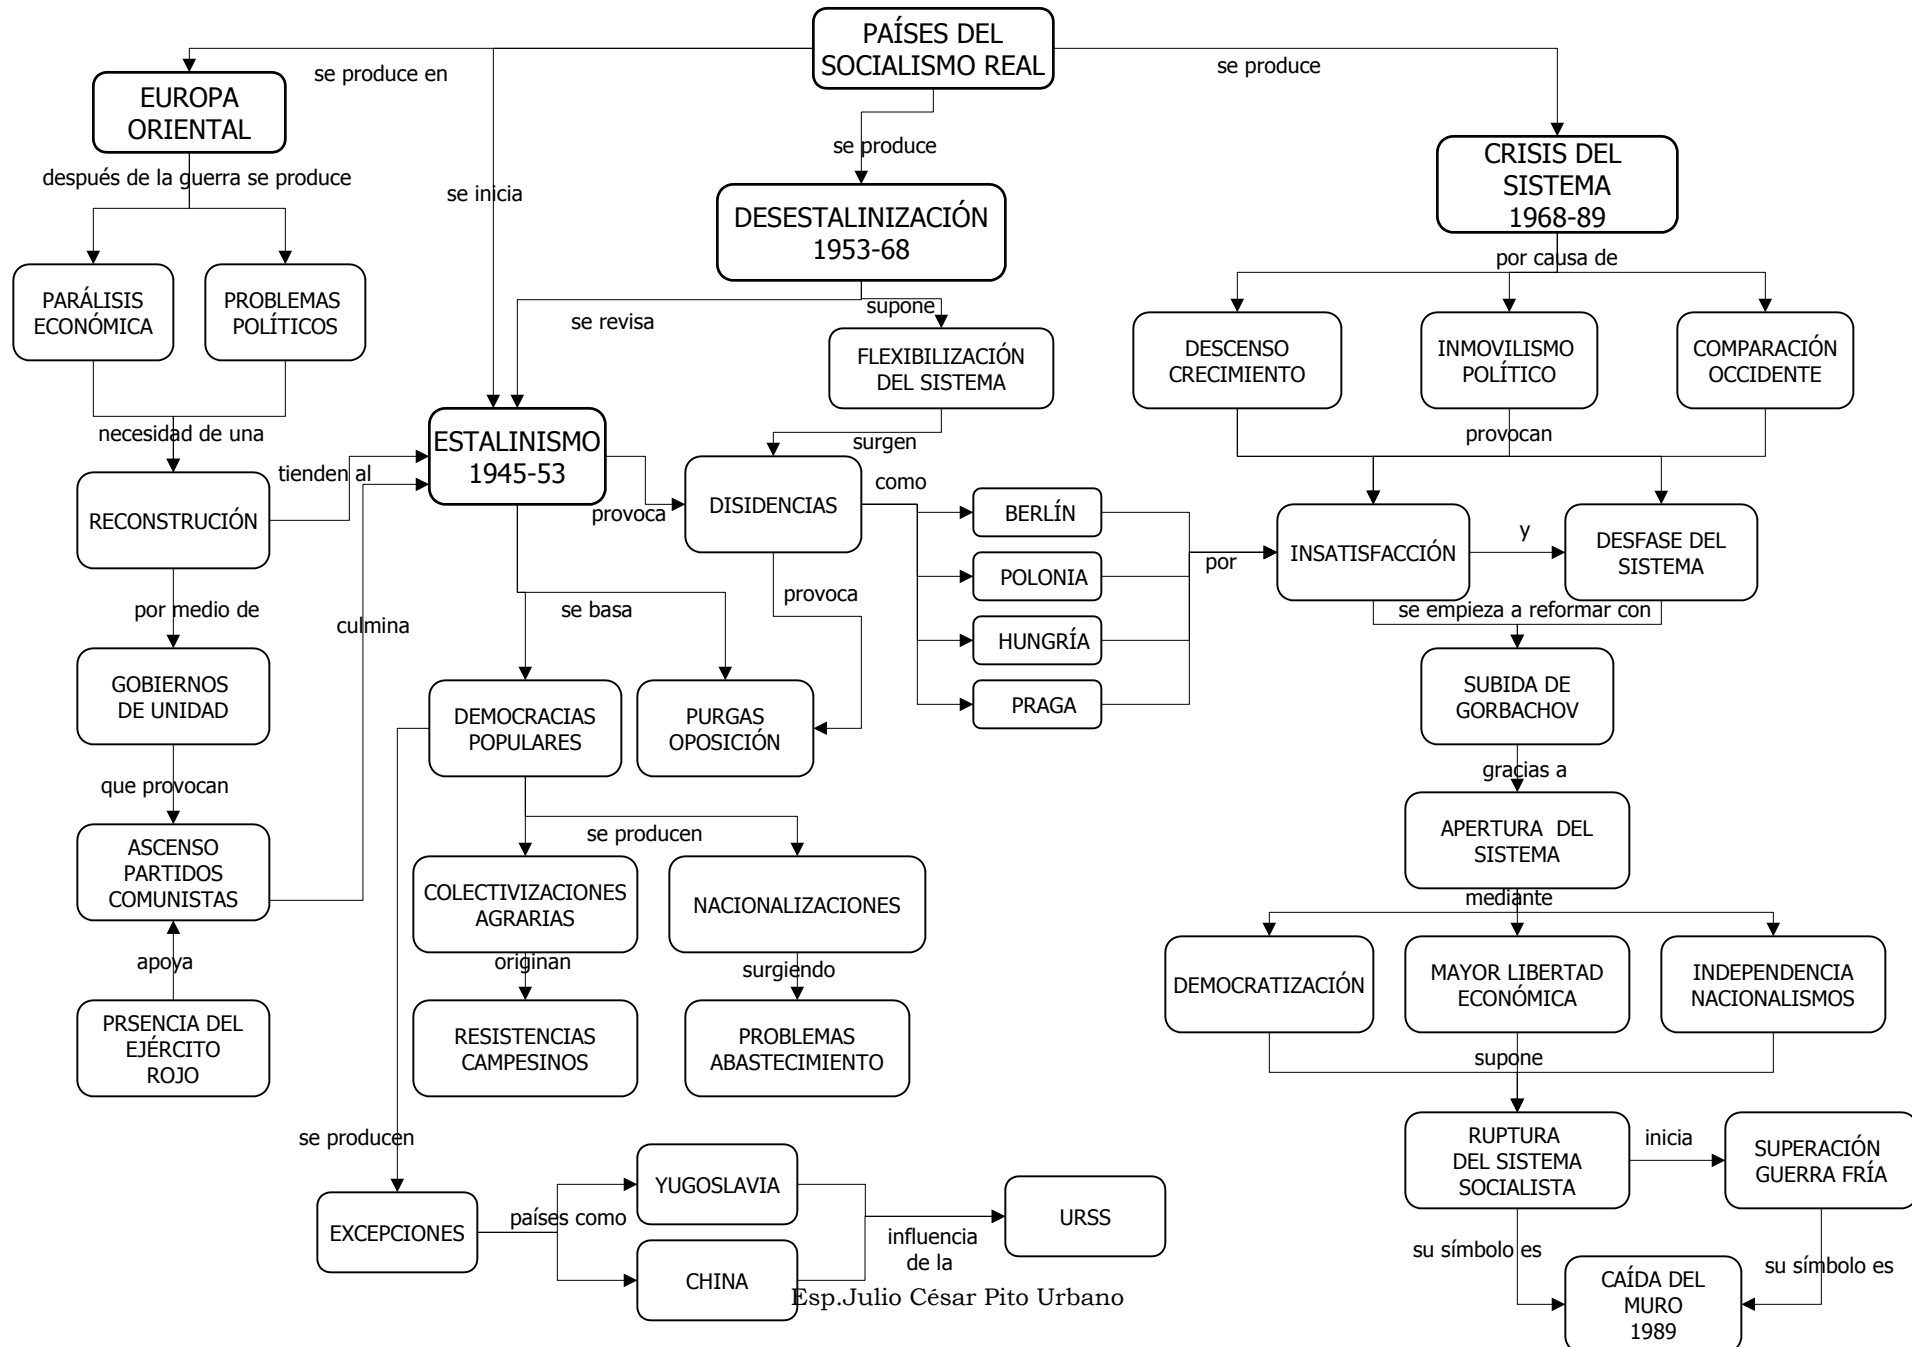 PAÍSES DEL
SOCIALISMO REAL
se produce en
se produce
EUROPA
ORIENTAL
se produce
CRISIS DEL
SISTEMA
1968-89
después de la guerra se produce
se inicia
DESESTALINIZACIÓN
1953-68
por causa de
PARÁLISIS
ECONÓMICA
PROBLEMAS
POLÍTICOS
se revisa
supone
FLEXIBILIZACIÓN
DEL SISTEMA
DESCENSO
CRECIMIENTO
INMOVILISMO
POLÍTICO
COMPARACIÓN
OCCIDENTE
necesidad de una
surgen
provocan
ESTALINISMO
1945-53
tienden al
RECONSTRUCIÓN
provoca
DISIDENCIAS
como
BERLÍN
POLONIA
HUNGRÍA
PRAGA
por
INSATISFACCIÓN
y
DESFASE DEL
SISTEMA
por medio de
culmina
se basa
provoca
se empieza a reformar con
GOBIERNOS
DE UNIDAD
DEMOCRACIAS
POPULARES
PURGAS
OPOSICIÓN
SUBIDA DE
GORBACHOV
que provocan
gracias a
se producen
APERTURA  DEL
SISTEMA
ASCENSO
PARTIDOS
COMUNISTAS
COLECTIVIZACIONES
AGRARIAS
NACIONALIZACIONES
mediante
apoya
originan
surgiendo
DEMOCRATIZACIÓN
MAYOR LIBERTAD
ECONÓMICA
INDEPENDENCIA
NACIONALISMOS
PRSENCIA DEL
EJÉRCITO
ROJO
RESISTENCIAS
CAMPESINOS
PROBLEMAS
ABASTECIMIENTO
supone
se producen
RUPTURA
DEL SISTEMA
SOCIALISTA
inicia
SUPERACIÓN
GUERRA FRÍA
EXCEPCIONES
países como
YUGOSLAVIA
CHINA
influencia
de la
URSS
su símbolo es
su símbolo es
CAÍDA DEL
MURO
1989
Esp.Julio César Pito Urbano